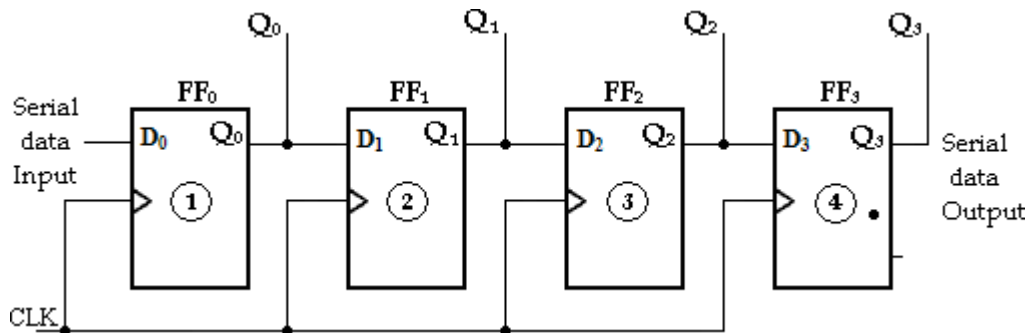 Q₀ Q₁ Q₂ Q₃
FF₀ FF₁ FF₂ FF₃
Serial
data
Input
D₀ Q₀ D₁ Q₁ D₂ Q₂ D₃ Q₃
Serial
data
Output
1 2 3 4
CLK